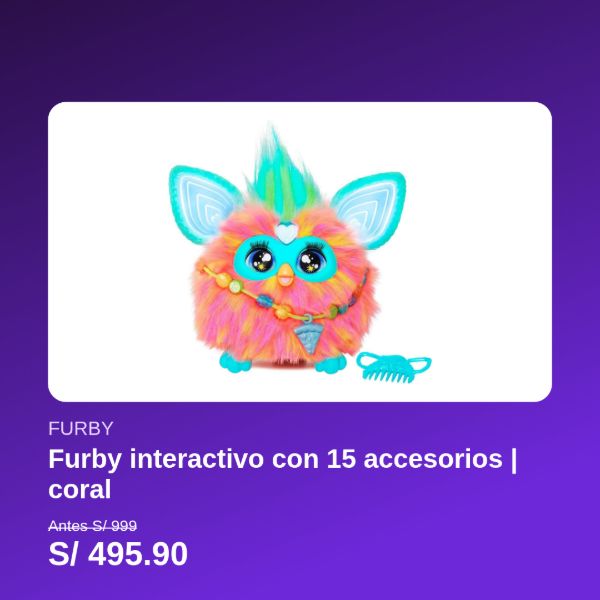 FURBY
Furby interactivo con 15 accesorios |
coral
Antes S/ 999
S/ 495.90